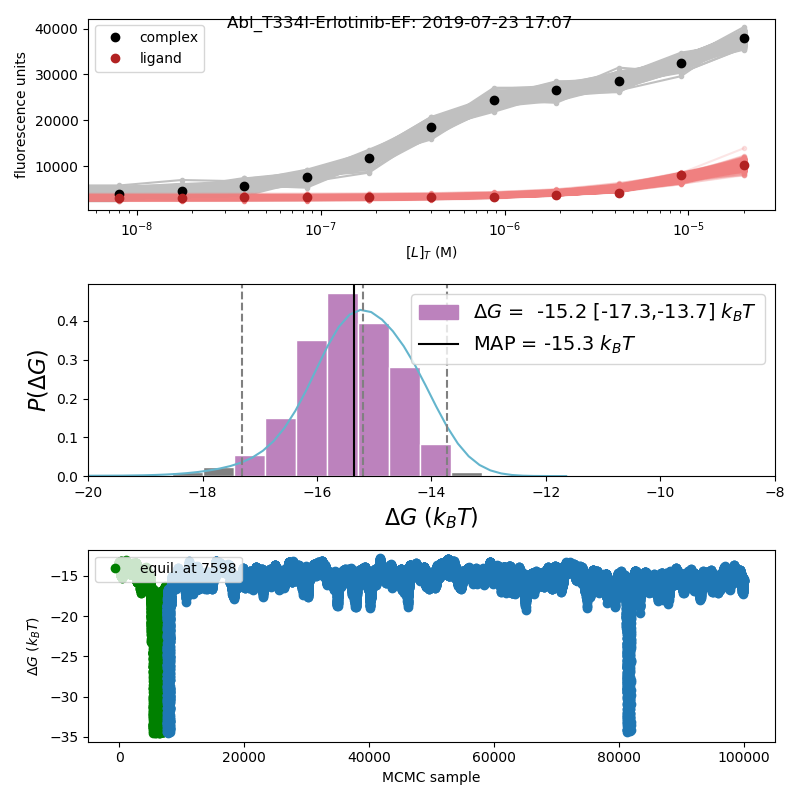 Abl_T334I-Erlotinib-EF: 2019-07-23 17:07
40000
30000
20000
10000
fluorescence units
complex
ligand
10⁻⁸
10⁻⁷
10⁻⁶
10⁻⁵
[L]_T (M)
0.4
0.3
0.2
0.1
0.0
P(ΔG)
ΔG = -15.2 [-17.3,-13.7] k_BT
MAP = -15.3 k_BT
−20
−18
−16
−14
−12
−10
−8
ΔG (k_BT)
−15
−20
−25
−30
−35
ΔG (k_BT)
equil. at 7598
0
20000
40000
60000
80000
100000
MCMC sample